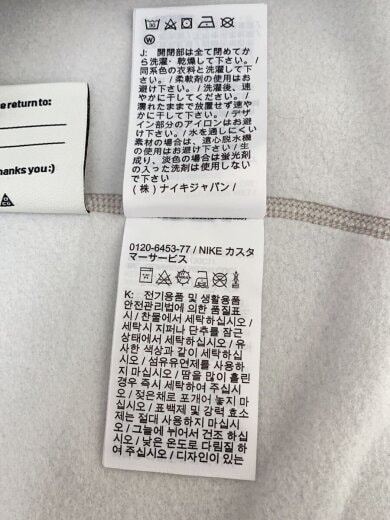 e return to:
hanks you :)
J: 開閉部は全て閉めてか
ら洗濯・乾燥して下さい/
同系色の衣料と洗濯して下
さい/柔軟剤の使用はお
避け下さい/洗濯後、速
やかに干してください。/
濡れたままで放置せず速や
かに干して下さい/デザ
イン部分のアイロンはお避
け下さい/水を通しにくい
素材の場合は、遠心脱水機
の使用はお避け下さい/生
成り、淡色の場合は蛍光剤
の入った洗剤は使用しない
で下さい
(株)ナイキジャパン/
0120-6453-77 / NIKE カスタ
マーサービス
K: 전기용품 및 생활용품
안전관리법에 의한 품질표
시 / 찬물에서 세탁하십시오 /
세탁시 지퍼나 단추를 잠근
상태에서 세탁하십시오 / 유
사한 색상과 같이 세탁하십
시오 / 섬유유연제를 사용하
지 마십시오 / 땀을 많이 흘린
경우 즉시 세탁하여 주십시
오 / 젖은채로 포개어 놓지 마
십시오 / 표백제 및 강력 효소
제는 절대 사용하지 마십시
오 / 그늘에 뉘어서 건조 하십
시오 / 낮은 온도로 다림질 하
여 주십시오 / 디자인이 있는